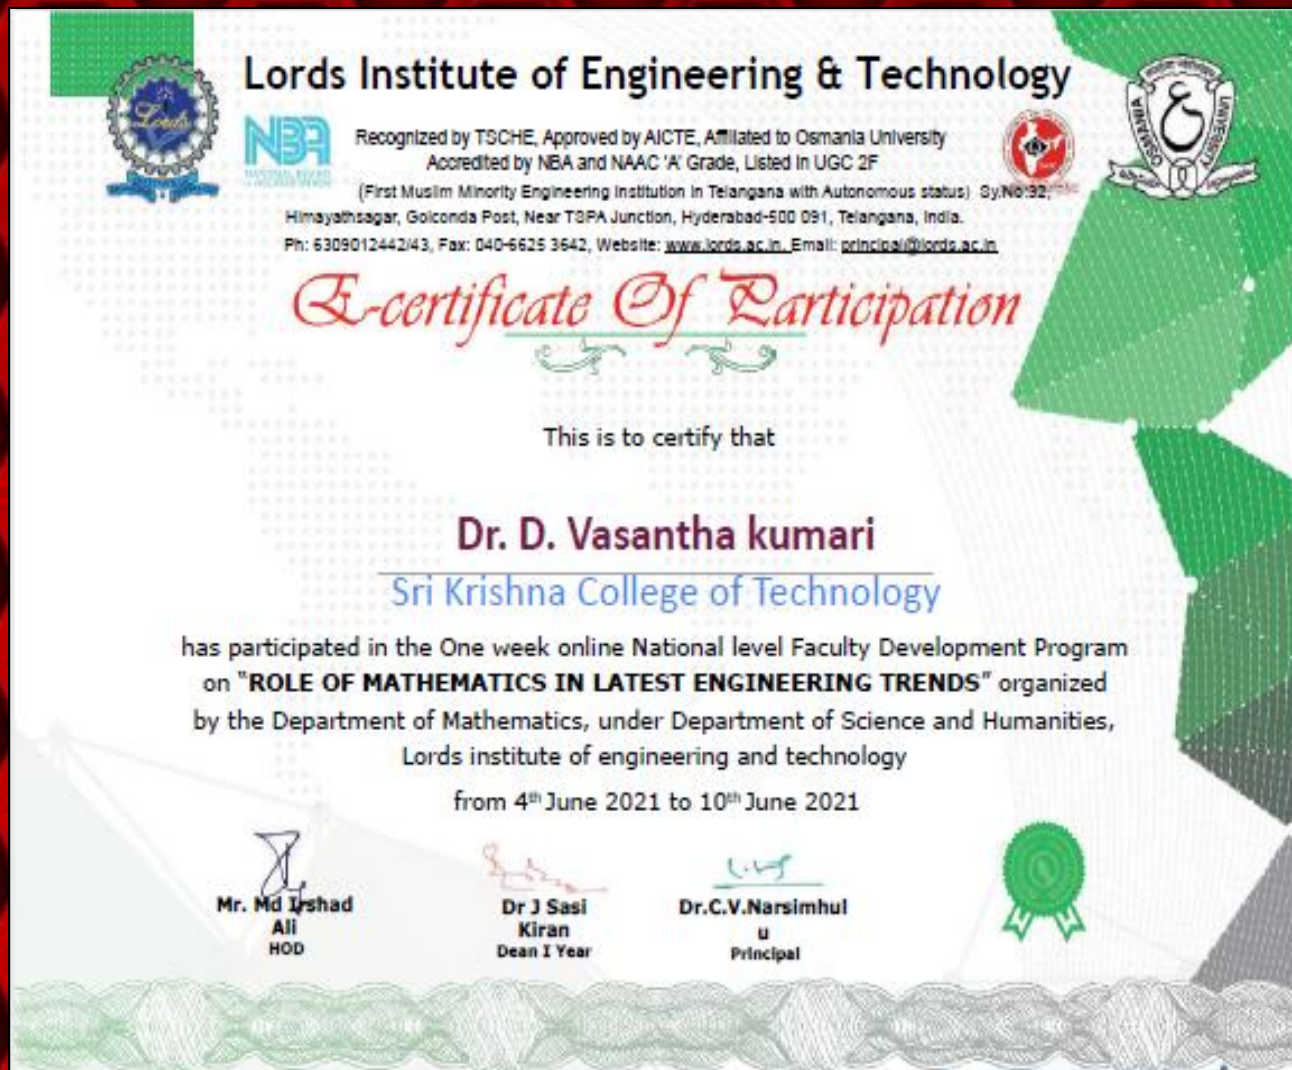 Lords Institute of Engineering & Technology
Lords
NBA
Recognized by TSCHE, Approved by AICTE, Affiliated to Osmania University
Accredited by NBA and NAAC 'A' Grade, Listed in UGC 2F
(First Muslim Minority Engineering Institution in Telangana with Autonomous status) Sy.No:32,
Himayathsagar, Golconda Post, Near TSPA Junction, Hyderabad-500 091, Telangana, India.
Ph: 6309012442/43, Fax: 040-6625 3642, Website: www.lords.ac.in. Email: principal@lords.ac.in
OSMANIA UNIVERSITY
E-certificate Of Participation
This is to certify that
Dr. D. Vasantha kumari
Sri Krishna College of Technology
has participated in the One week online National level Faculty Development Program
on "ROLE OF MATHEMATICS IN LATEST ENGINEERING TRENDS" organized
by the Department of Mathematics, under Department of Science and Humanities,
Lords institute of engineering and technology
from 4th June 2021 to 10th June 2021
Mr. Md Irshad
Ali
HOD
Dr J Sasi
Kiran
Dean I Year
Dr.C.V.Narsimhul
u
Principal